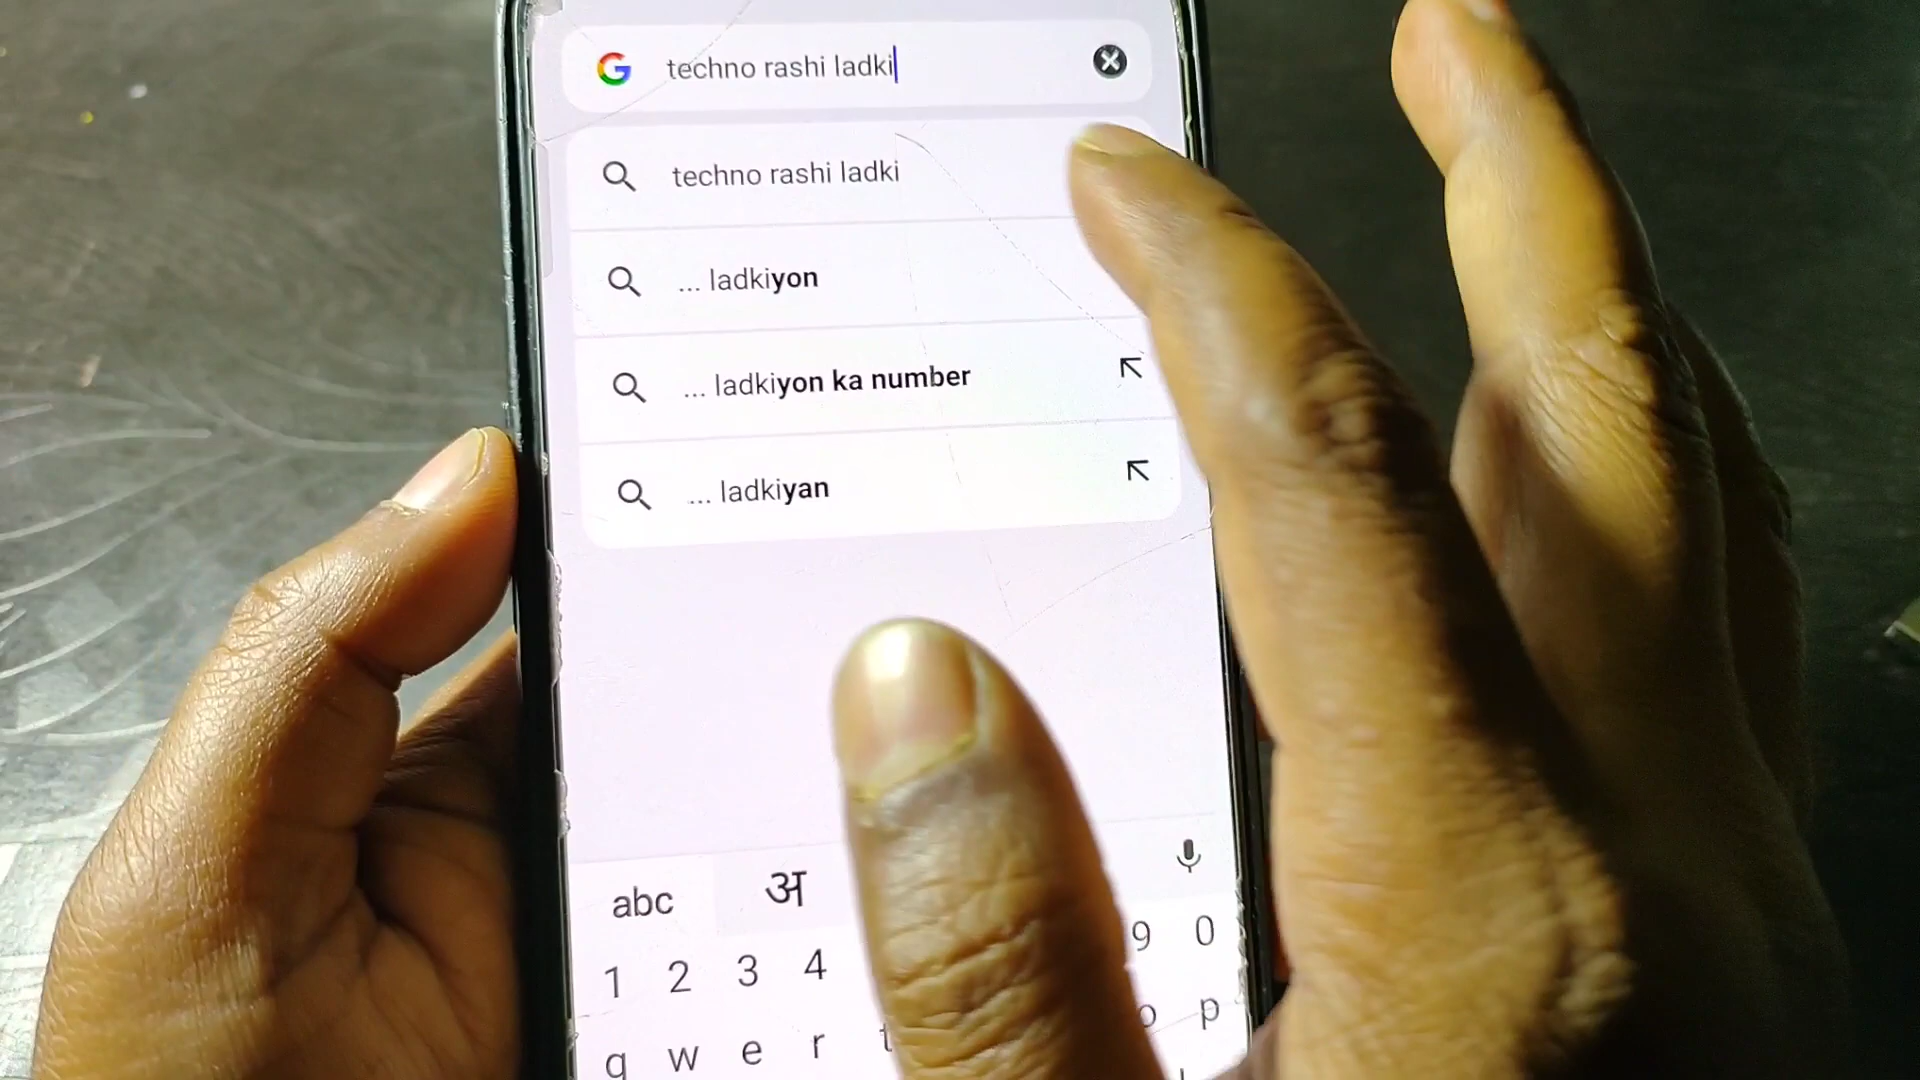 techno rashi ladki
techno rashi ladki
... ladkiyon
... ladkiyon ka number
... ladkiyan
abc अ
1 2 3 4 9 0
q w e r t o p